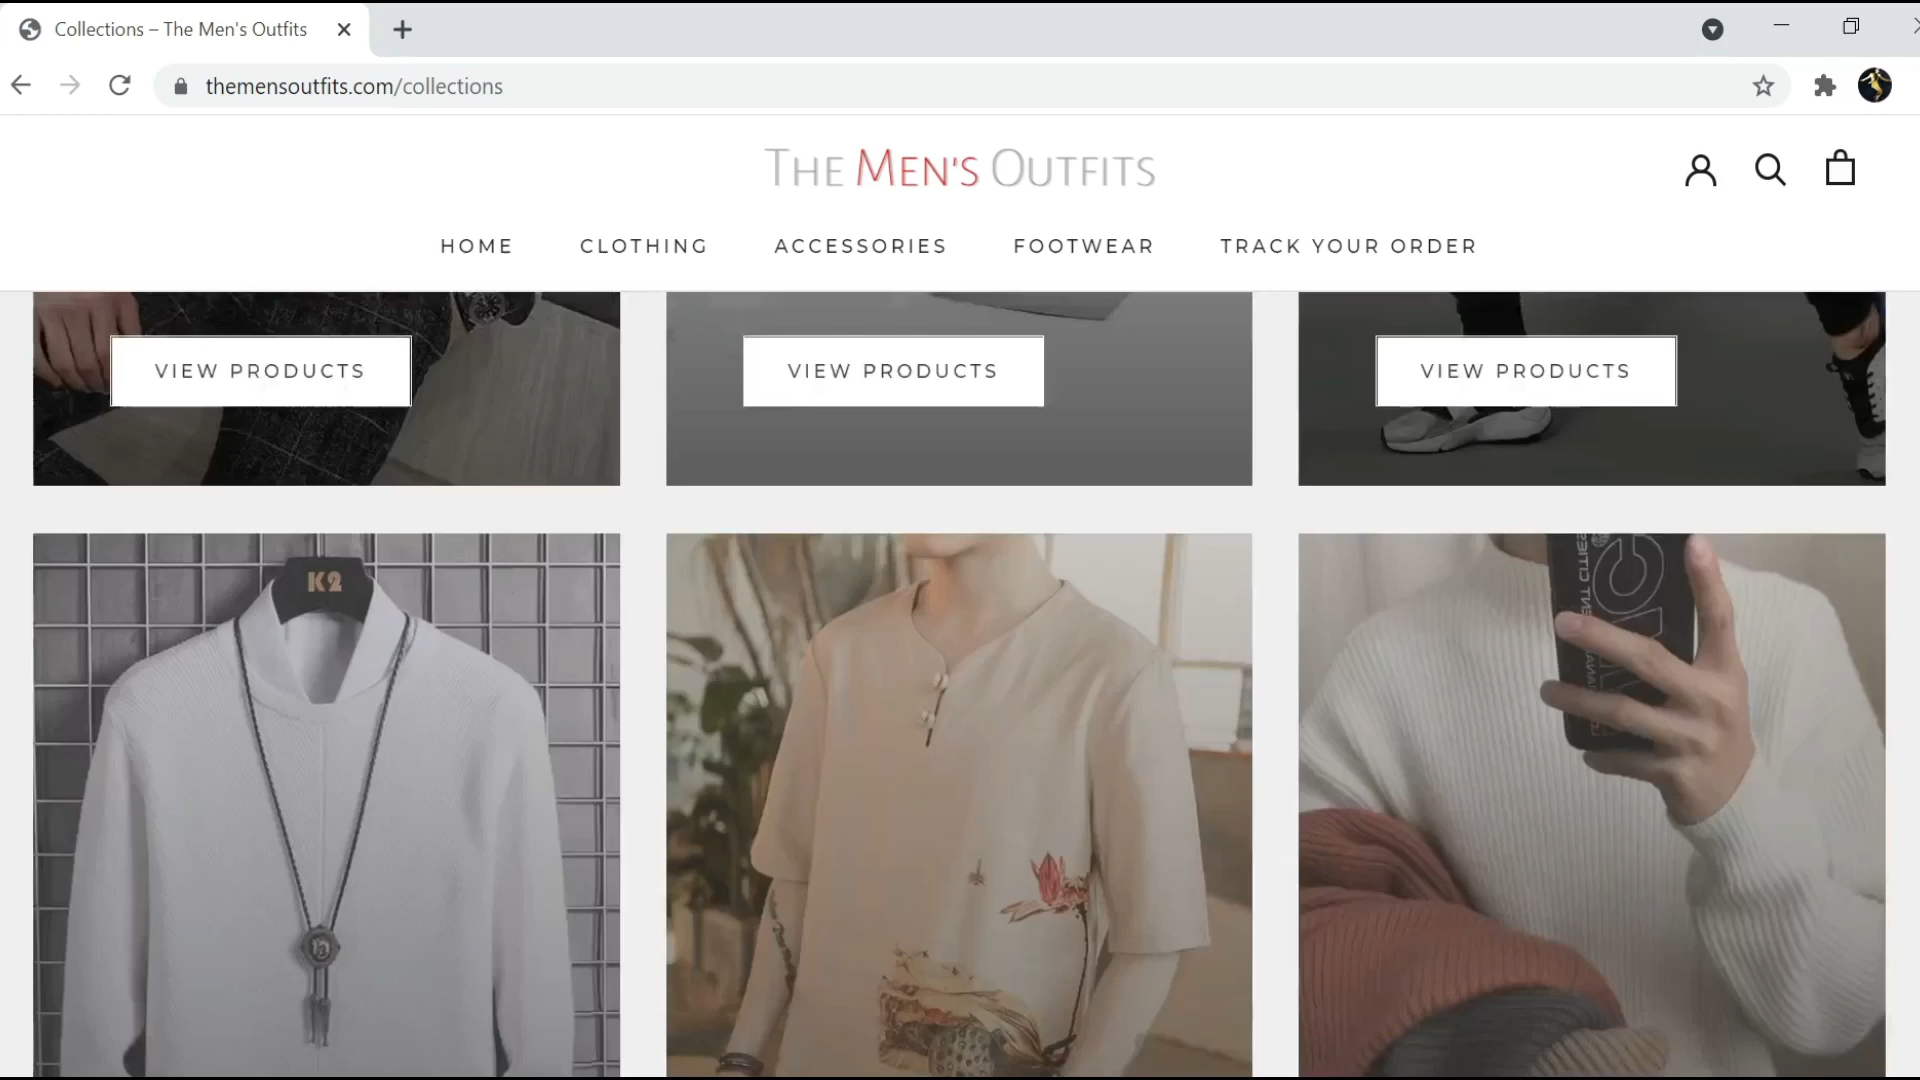 Collections – The Men's Outfits
themensoutfits.com/collections
THE MEN'S OUTFITS
HOME CLOTHING ACCESSORIES FOOTWEAR TRACK YOUR ORDER
VIEW PRODUCTS VIEW PRODUCTS VIEW PRODUCTS
K2